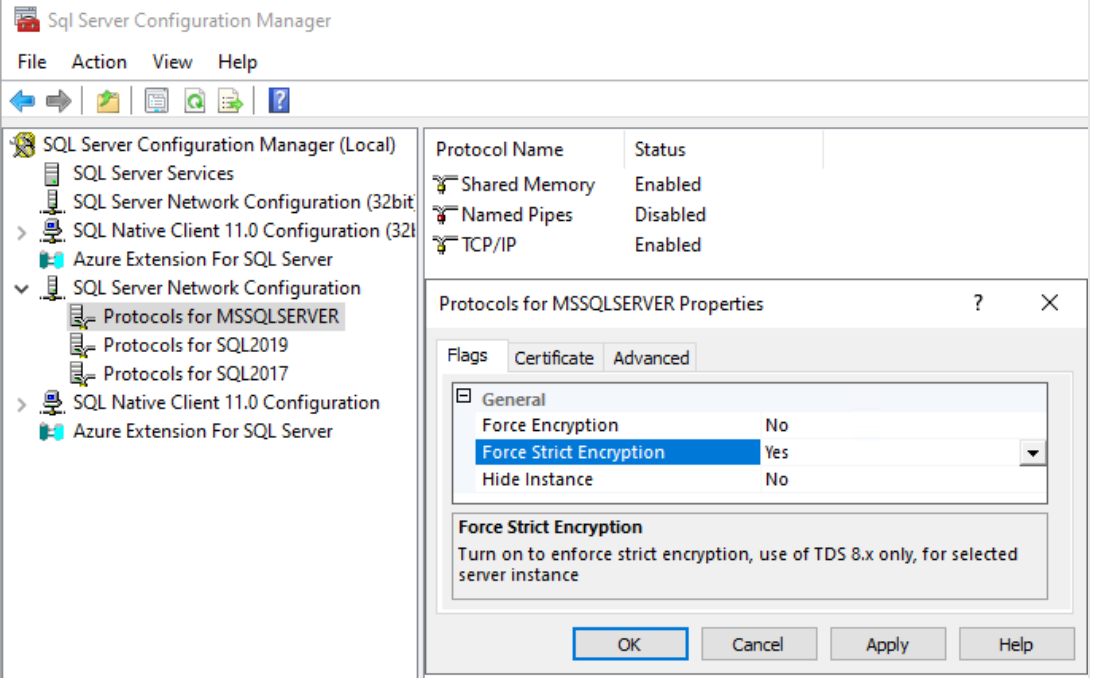 Sql Server Configuration Manager
File Action View Help
SQL Server Configuration Manager (Local)
SQL Server Services
SQL Server Network Configuration (32bit
SQL Native Client 11.0 Configuration (32
Azure Extension For SQL Server
SQL Server Network Configuration
Protocols for MSSQLSERVER
Protocols for SQL2019
Protocols for SQL2017
SQL Native Client 11.0 Configuration
Azure Extension For SQL Server
Protocol Name Status
Shared Memory Enabled
Named Pipes Disabled
TCP/IP Enabled
Protocols for MSSQLSERVER Properties
Flags Certificate Advanced
General
Force Encryption No
Force Strict Encryption Yes
Hide Instance No
Force Strict Encryption
Turn on to enforce strict encryption, use of TDS 8.x only, for selected
server instance
OK Cancel Apply Help